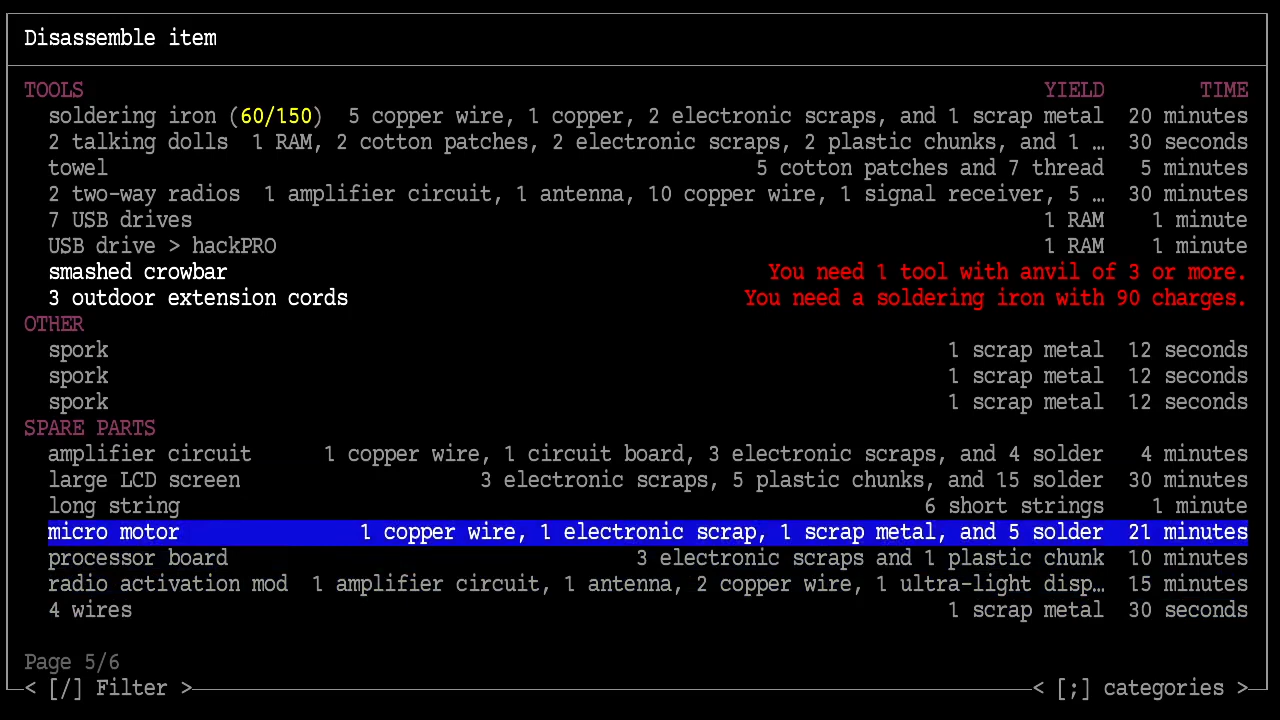 Disassemble item
TOOLS YIELD TIME
soldering iron (60/150) 5 copper wire, 1 copper, 2 electronic scraps, and 1 scrap metal 20 minutes
2 talking dolls 1 RAM, 2 cotton patches, 2 electronic scraps, 2 plastic chunks, and 1 … 30 seconds
towel 5 cotton patches and 7 thread 5 minutes
2 two-way radios 1 amplifier circuit, 1 antenna, 10 copper wire, 1 signal receiver, 5 … 30 minutes
7 USB drives 1 RAM 1 minute
USB drive > hackPRO 1 RAM 1 minute
smashed crowbar You need 1 tool with anvil of 3 or more.
3 outdoor extension cords You need a soldering iron with 90 charges.
OTHER
spork 1 scrap metal 12 seconds
spork 1 scrap metal 12 seconds
spork 1 scrap metal 12 seconds
SPARE PARTS
amplifier circuit 1 copper wire, 1 circuit board, 3 electronic scraps, and 4 solder 4 minutes
large LCD screen 3 electronic scraps, 5 plastic chunks, and 15 solder 30 minutes
long string 6 short strings 1 minute
micro motor 1 copper wire, 1 electronic scrap, 1 scrap metal, and 5 solder 21 minutes
processor board 3 electronic scraps and 1 plastic chunk 10 minutes
radio activation mod 1 amplifier circuit, 1 antenna, 2 copper wire, 1 ultra-light disp… 15 minutes
4 wires 1 scrap metal 30 seconds
Page 5/6
< [/] Filter > < [;] categories >